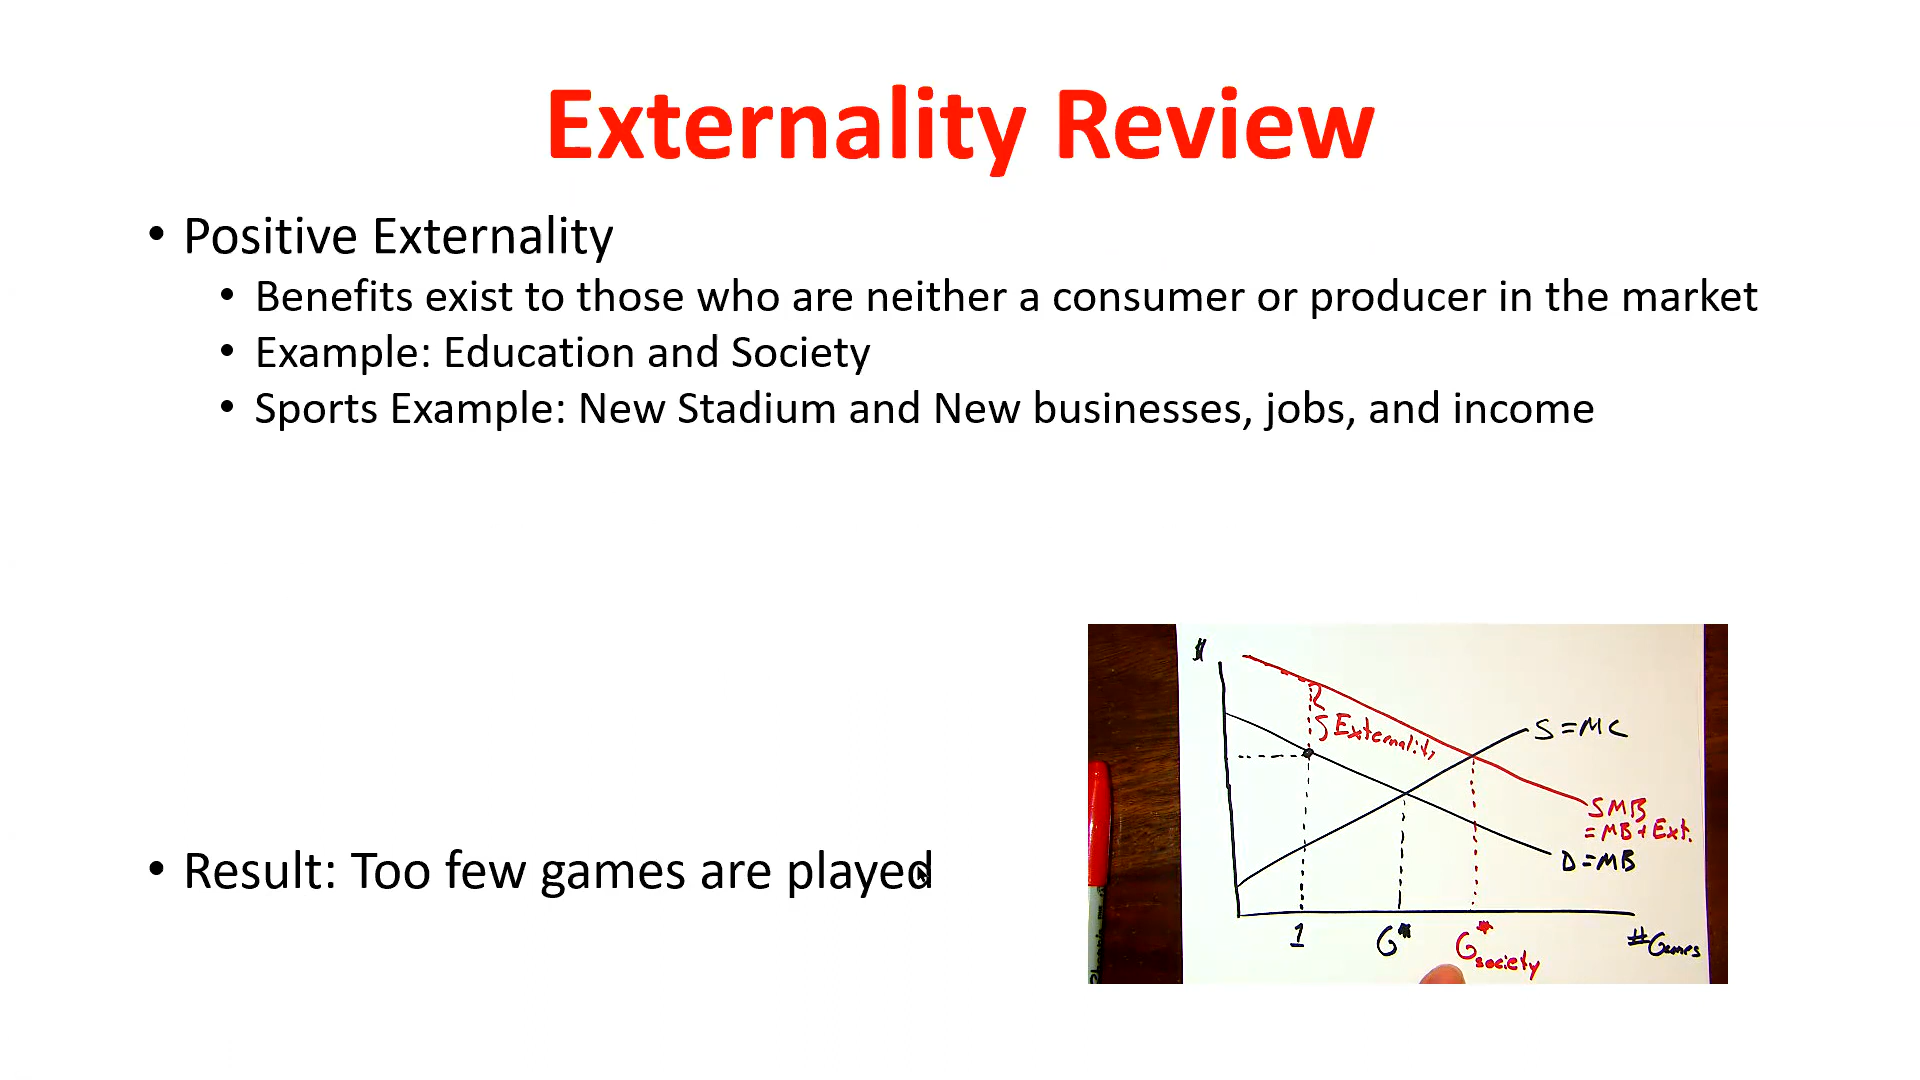 Externality Review
• Positive Externality
• Benefits exist to those who are neither a consumer or producer in the market
• Example: Education and Society
• Sports Example: New Stadium and New businesses, jobs, and income
• Result: Too few games are played
$
Externality
S=MC
SMB
=MB+Ext.
D=MB
1
G*
G*society
#Games